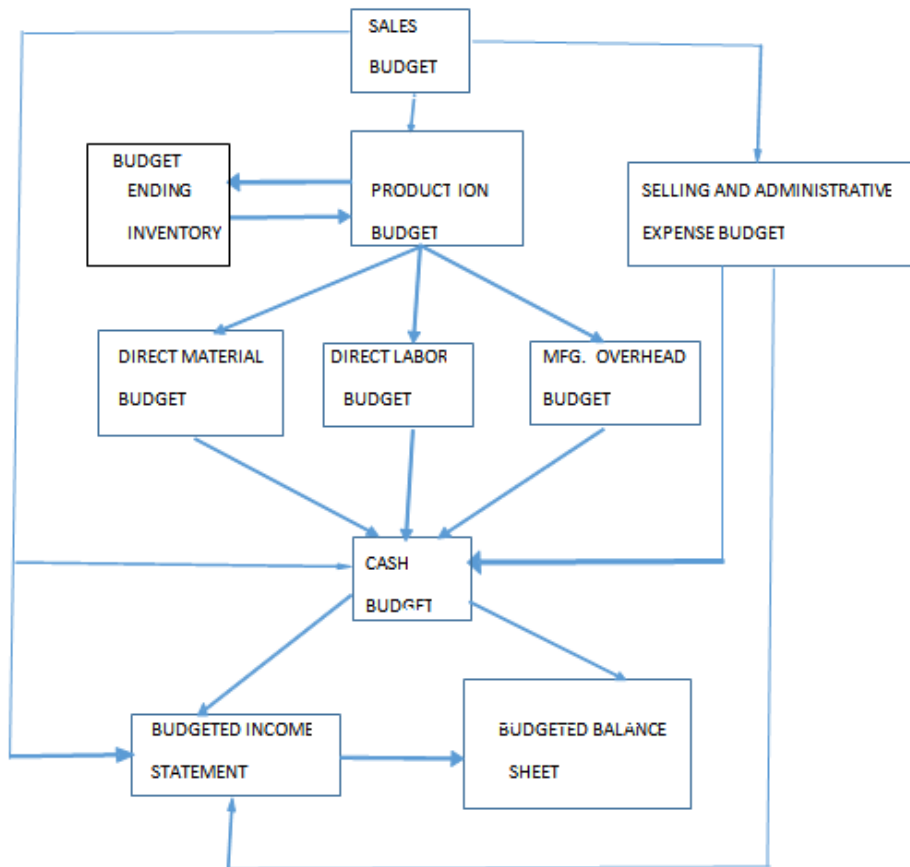 SALES
BUDGET
BUDGET
ENDING
INVENTORY
PRODUCT ION
BUDGET
SELLING AND ADMINISTRATIVE
EXPENSE BUDGET
DIRECT MATERIAL
BUDGET
DIRECT LABOR
BUDGET
MFG. OVERHEAD
BUDGET
CASH
BUDGET
BUDGETED INCOME
STATEMENT
BUDGETED BALANCE
SHEET